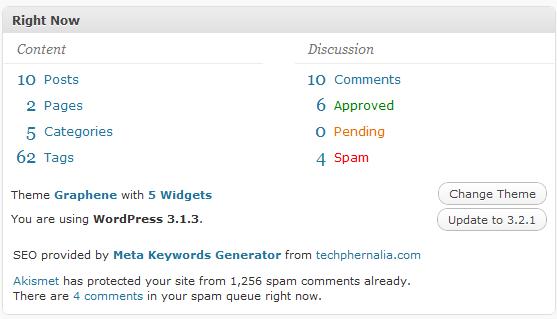 Right Now
Content
Discussion
10 Posts
10 Comments
2 Pages
6 Approved
5 Categories
0 Pending
62 Tags
4 Spam
Theme Graphene with 5 Widgets
Change Theme
You are using WordPress 3.1.3.
Update to 3.2.1
SEO provided by Meta Keywords Generator from techphernalia.com
Akismet has protected your site from 1,256 spam comments already.
There are 4 comments in your spam queue right now.